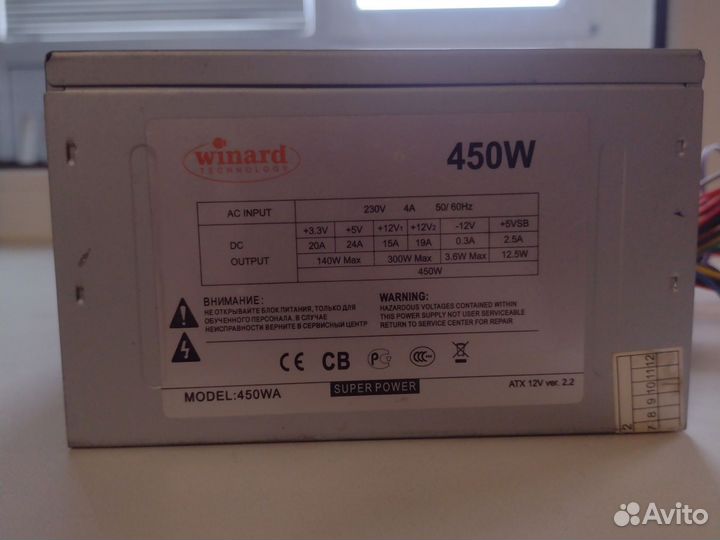 winard
TECHNOLOGY
450W
AC INPUT 230V 4A 50/ 60Hz
DC OUTPUT +3.3V +5V +12V1 +12V2 -12V +5VSB
20A 24A 15A 19A 0.3A 2.5A
140W Max 300W Max 3.6W Max 12.5W
450W
ВНИМАНИЕ:
НЕ ОТКРЫВАЙТЕ БЛОК ПИТАНИЯ, ТОЛЬКО ДЛЯ
ОБУЧЕННОГО ПЕРСОНАЛА. В СЛУЧАЕ
НЕИСПРАВНОСТИ ВЕРНИТЕ В СЕРВИСНЫЙ ЦЕНТР
WARNING:
HAZARDOUS VOLTAGES CONTAINED WITHIN
THIS POWER SUPPLY NOT USER SERVICEABLE
RETURN TO SERVICE CENTER FOR REPAIR
CE CB PC CCC
MODEL:450WA
SUPER POWER
ATX 12V ver. 2.2
2
7 8 9 10 11 12
Avito